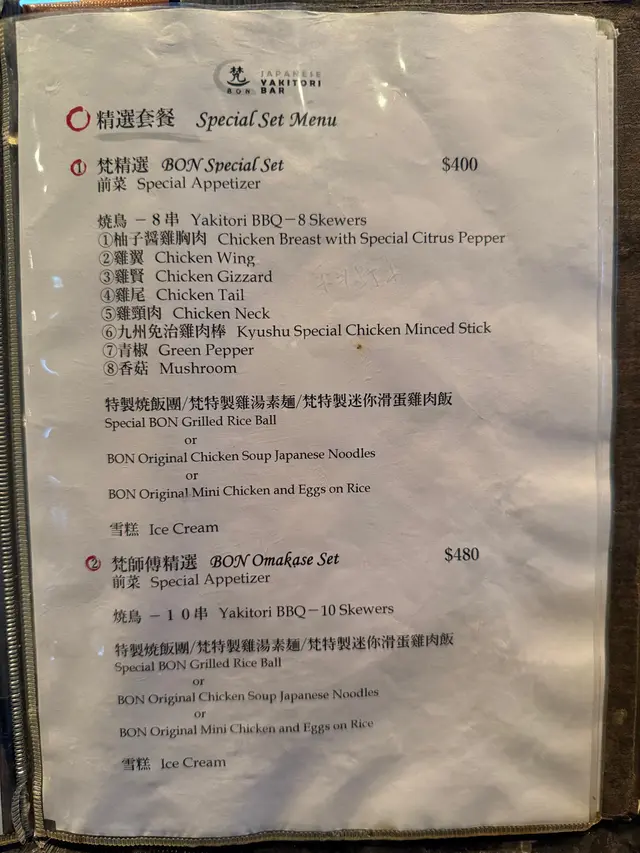 梵 JAPANESE
YAKITORI
BON BAR
精選套餐 Special Set Menu
① 梵精選 BON Special Set $400
前菜 Special Appetizer
燒鳥 －８串 Yakitori BBQ－8 Skewers
①柚子醬雞胸肉 Chicken Breast with Special Citrus Pepper
②雞翼 Chicken Wing
③雞賢 Chicken Gizzard
④雞尾 Chicken Tail
⑤雞頸肉 Chicken Neck
⑥九州免治雞肉棒 Kyushu Special Chicken Minced Stick
⑦青椒 Green Pepper
⑧香菇 Mushroom
特製燒飯團/梵特製雞湯素麵/梵特製迷你滑蛋雞肉飯
Special BON Grilled Rice Ball
or
BON Original Chicken Soup Japanese Noodles
or
BON Original Mini Chicken and Eggs on Rice
雪糕 Ice Cream
② 梵師傅精選 BON Omakase Set $480
前菜 Special Appetizer
燒鳥 －１０串 Yakitori BBQ－10 Skewers
特製燒飯團/梵特製雞湯素麵/梵特製迷你滑蛋雞肉飯
Special BON Grilled Rice Ball
or
BON Original Chicken Soup Japanese Noodles
or
BON Original Mini Chicken and Eggs on Rice
雪糕 Ice Cream